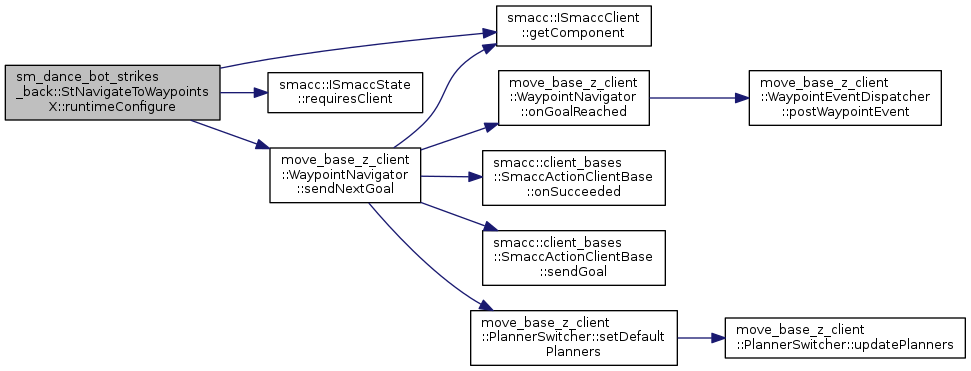 sm_dance_bot_strikes
_back::StNavigateToWaypoints
X::runtimeConfigure
smacc::ISmaccClient
::getComponent
smacc::ISmaccState
::requiresClient
move_base_z_client
::WaypointNavigator
::sendNextGoal
move_base_z_client
::WaypointNavigator
::onGoalReached
move_base_z_client
::WaypointEventDispatcher
::postWaypointEvent
smacc::client_bases
::SmaccActionClientBase
::onSucceeded
smacc::client_bases
::SmaccActionClientBase
::sendGoal
move_base_z_client
::PlannerSwitcher::setDefault
Planners
move_base_z_client
::PlannerSwitcher::updatePlanners